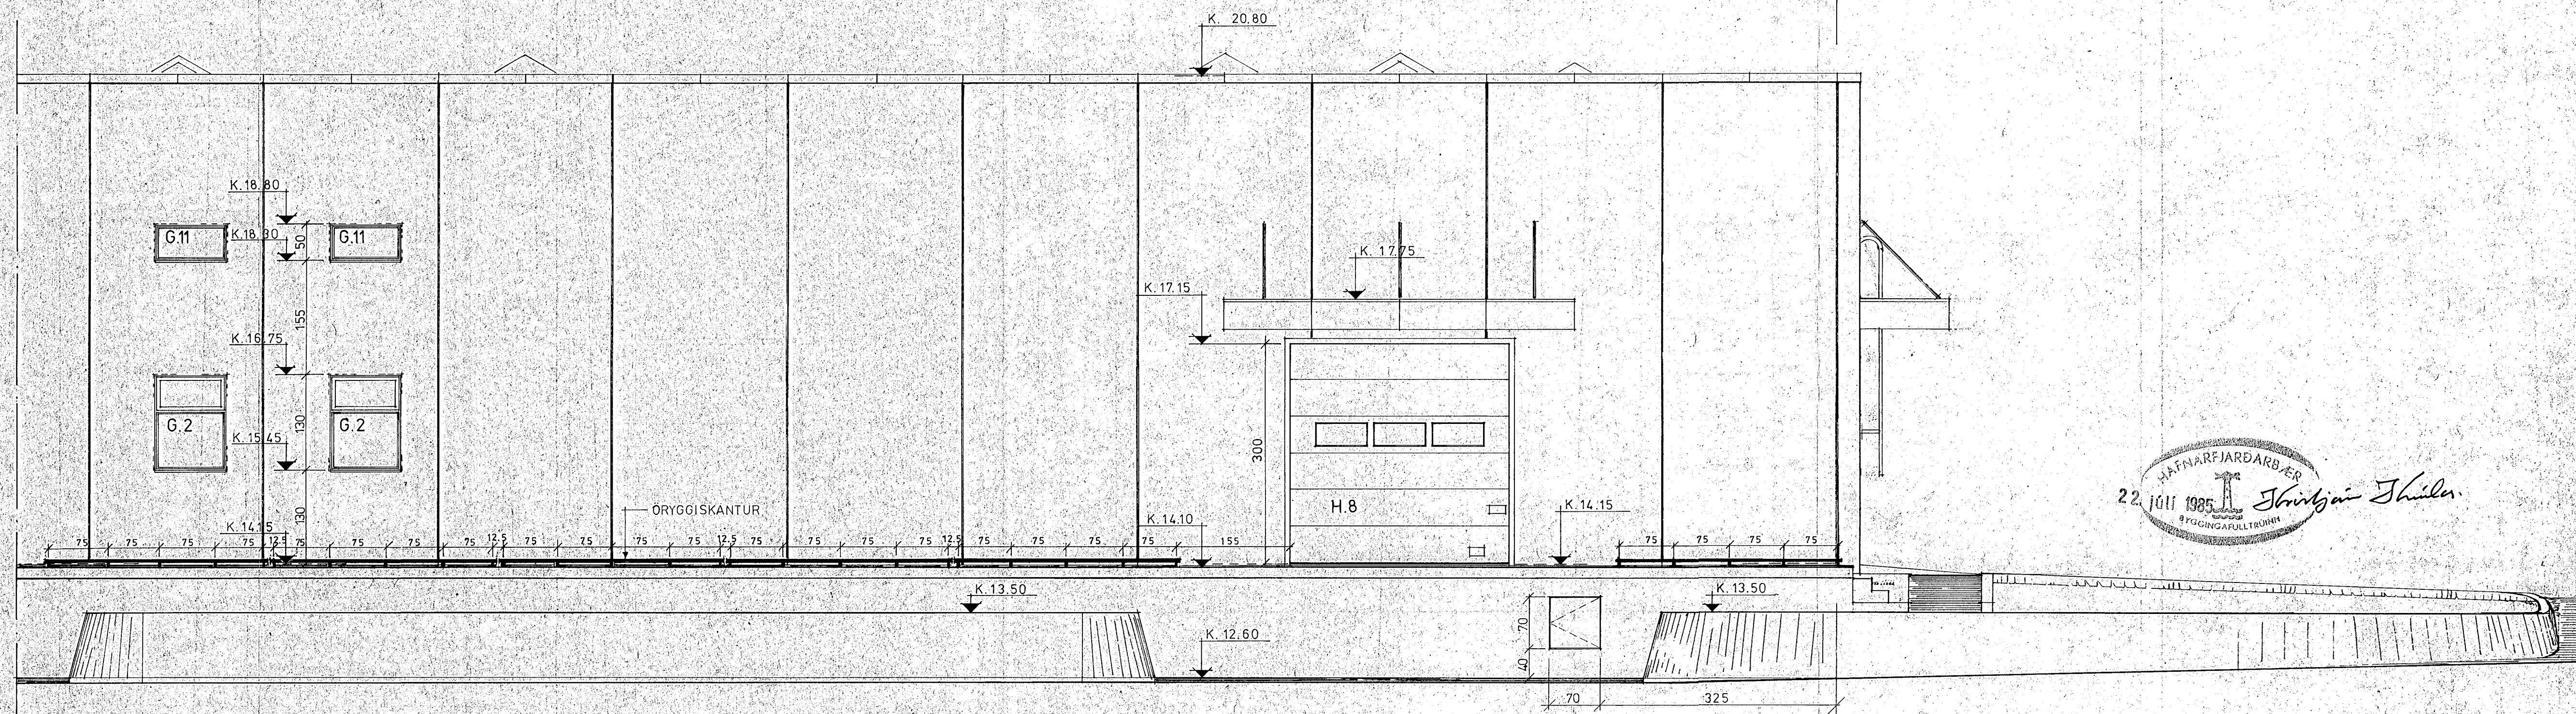 K. 20.80
K.18.80
G.11
K.18.30
50
G.11
K. 17.75
K.17.15
155
K.16.75
130
G.2
K.15.45
G.2
300
H.8
HAFNARFJARÐARBÆR
22. júlí 1985
BYGGINGAFULLTRÚINN
130
ÖRYGGISKANTUR
K.14.15
K.14.10
K.14.15
75 75 75 75 12.5 75 75 75 75 12.5 75 75 75 75 12.5 75 75 75 75 12.5 75 75 75 75 155 75 75 75 75
K.13.50
K.13.50
70
K.12.60
40
70
325